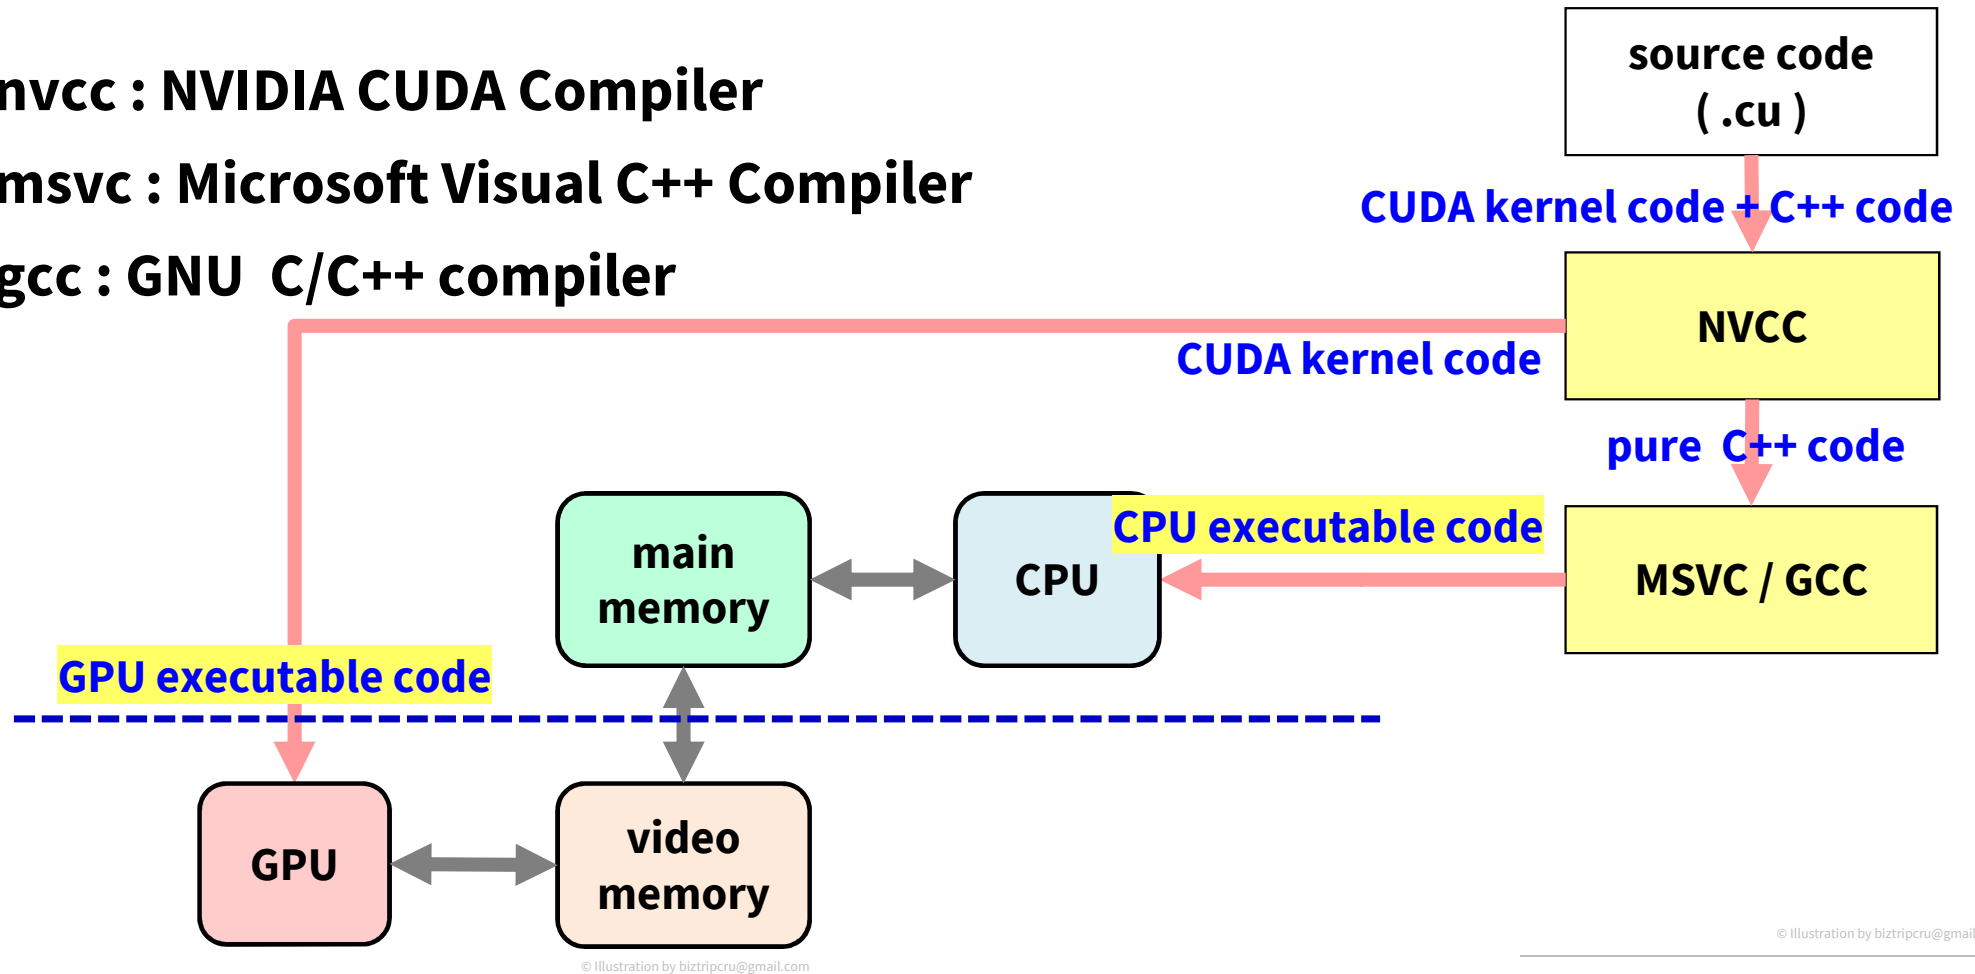 nvcc : NVIDIA CUDA Compiler
msvc : Microsoft Visual C++ Compiler
gcc : GNU  C/C++ compiler
source code
( .cu )
CUDA kernel code + C++ code
NVCC
CUDA kernel code
pure  C++ code
MSVC / GCC
CPU executable code
CPU
main
memory
GPU executable code
GPU
video
memory
© Illustration by biztripcru@gmail
© Illustration by biztripcru@gmail.com